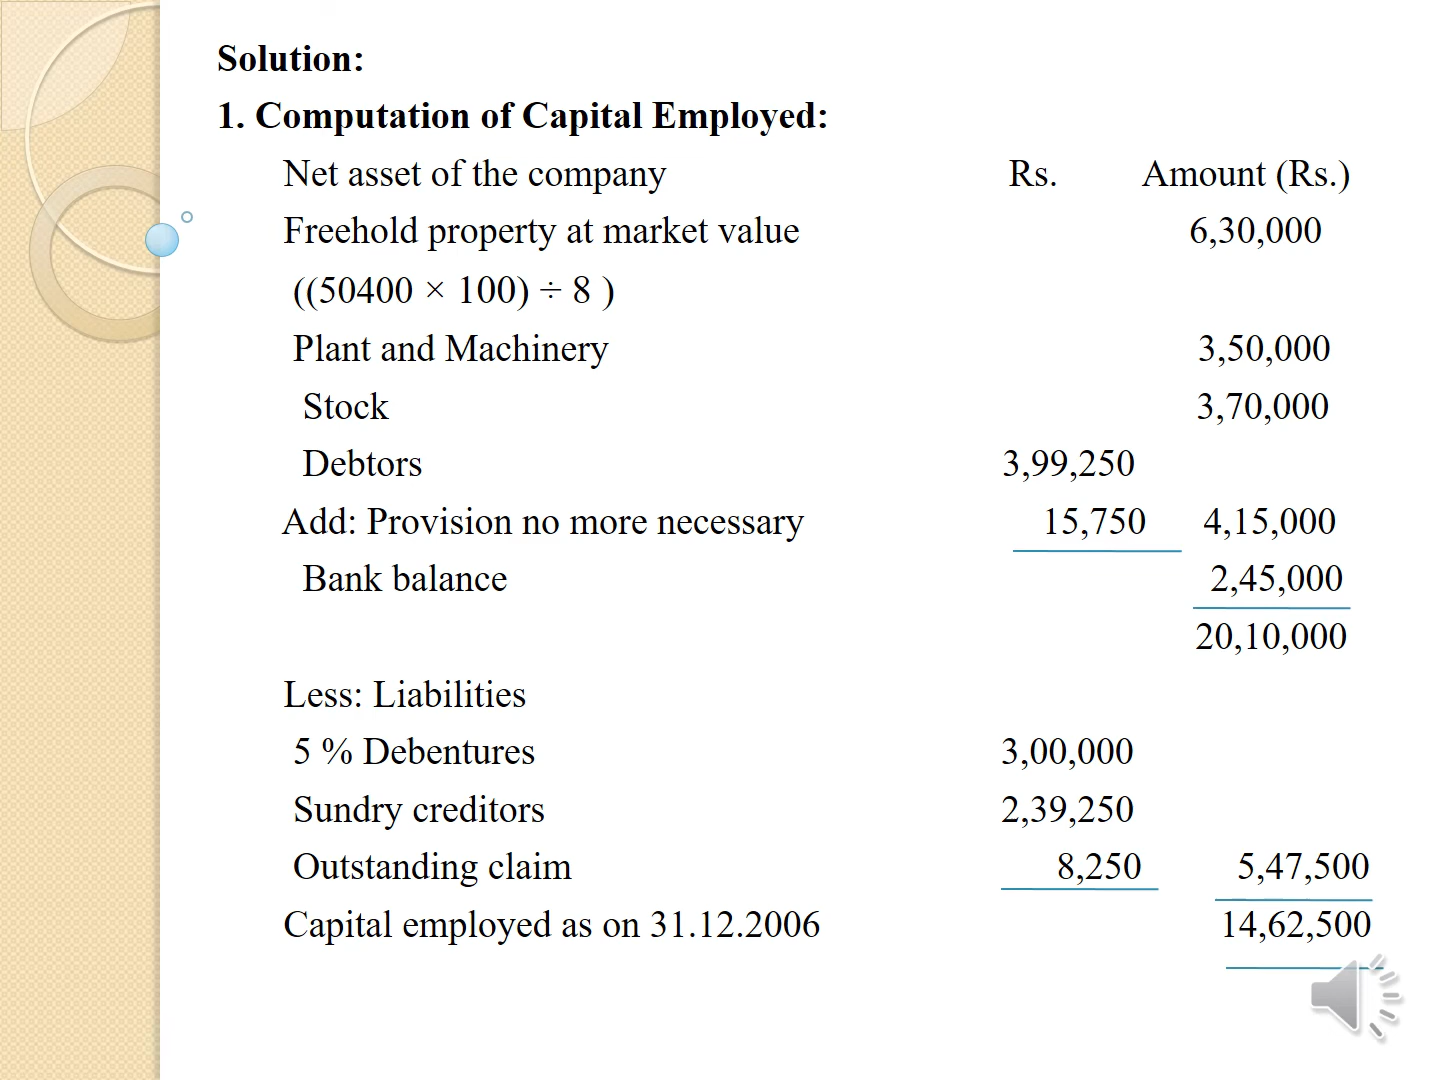 Solution:
1. Computation of Capital Employed:
Net asset of the company Rs. Amount (Rs.)
Freehold property at market value 6,30,000
((50400 × 100) ÷ 8 )
Plant and Machinery 3,50,000
Stock 3,70,000
Debtors 3,99,250
Add: Provision no more necessary 15,750 4,15,000
Bank balance 2,45,000
20,10,000
Less: Liabilities
5 % Debentures 3,00,000
Sundry creditors 2,39,250
Outstanding claim 8,250 5,47,500
Capital employed as on 31.12.2006 14,62,500